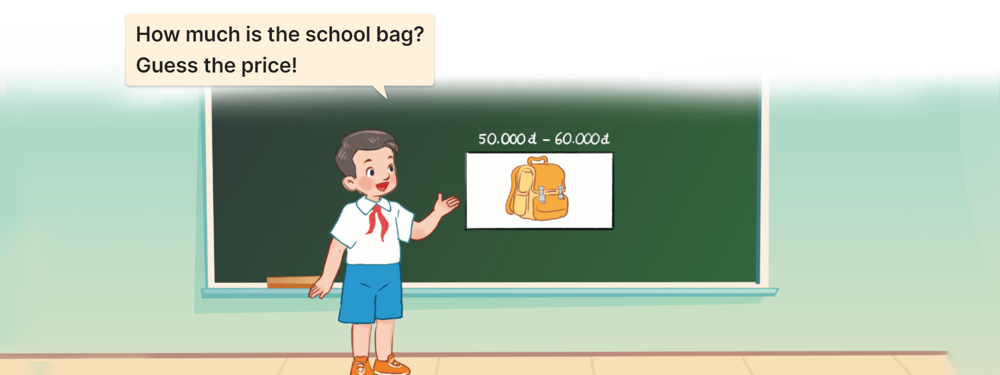 How much is the school bag?
Guess the price!
50.000đ – 60.000đ